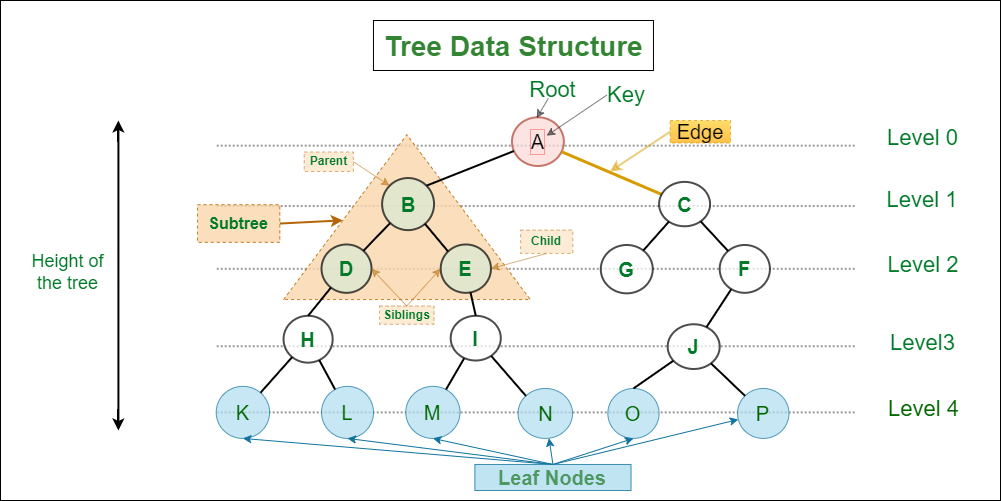 Tree Data Structure
Root
Key
A
Edge
Level 0
Parent
B
C
Level 1
Subtree
Child
Height of
the tree
D
E
G
F
Level 2
Siblings
H
I
J
Level3
K
L
M
N
O
P
Level 4
Leaf Nodes